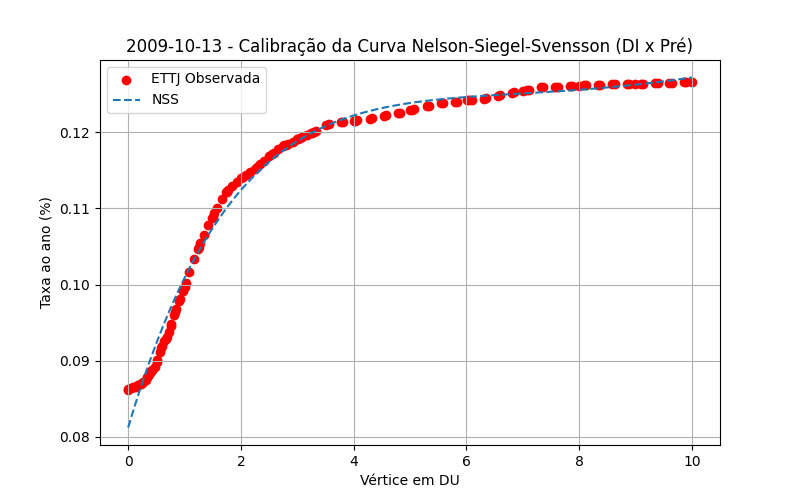 2009-10-13 - Calibração da Curva Nelson-Siegel-Svensson (DI x Pré)
ETTJ Observada
NSS
Taxa ao ano (%)
0.12
0.11
0.10
0.09
0.08
0 2 4 6 8 10
Vértice em DU